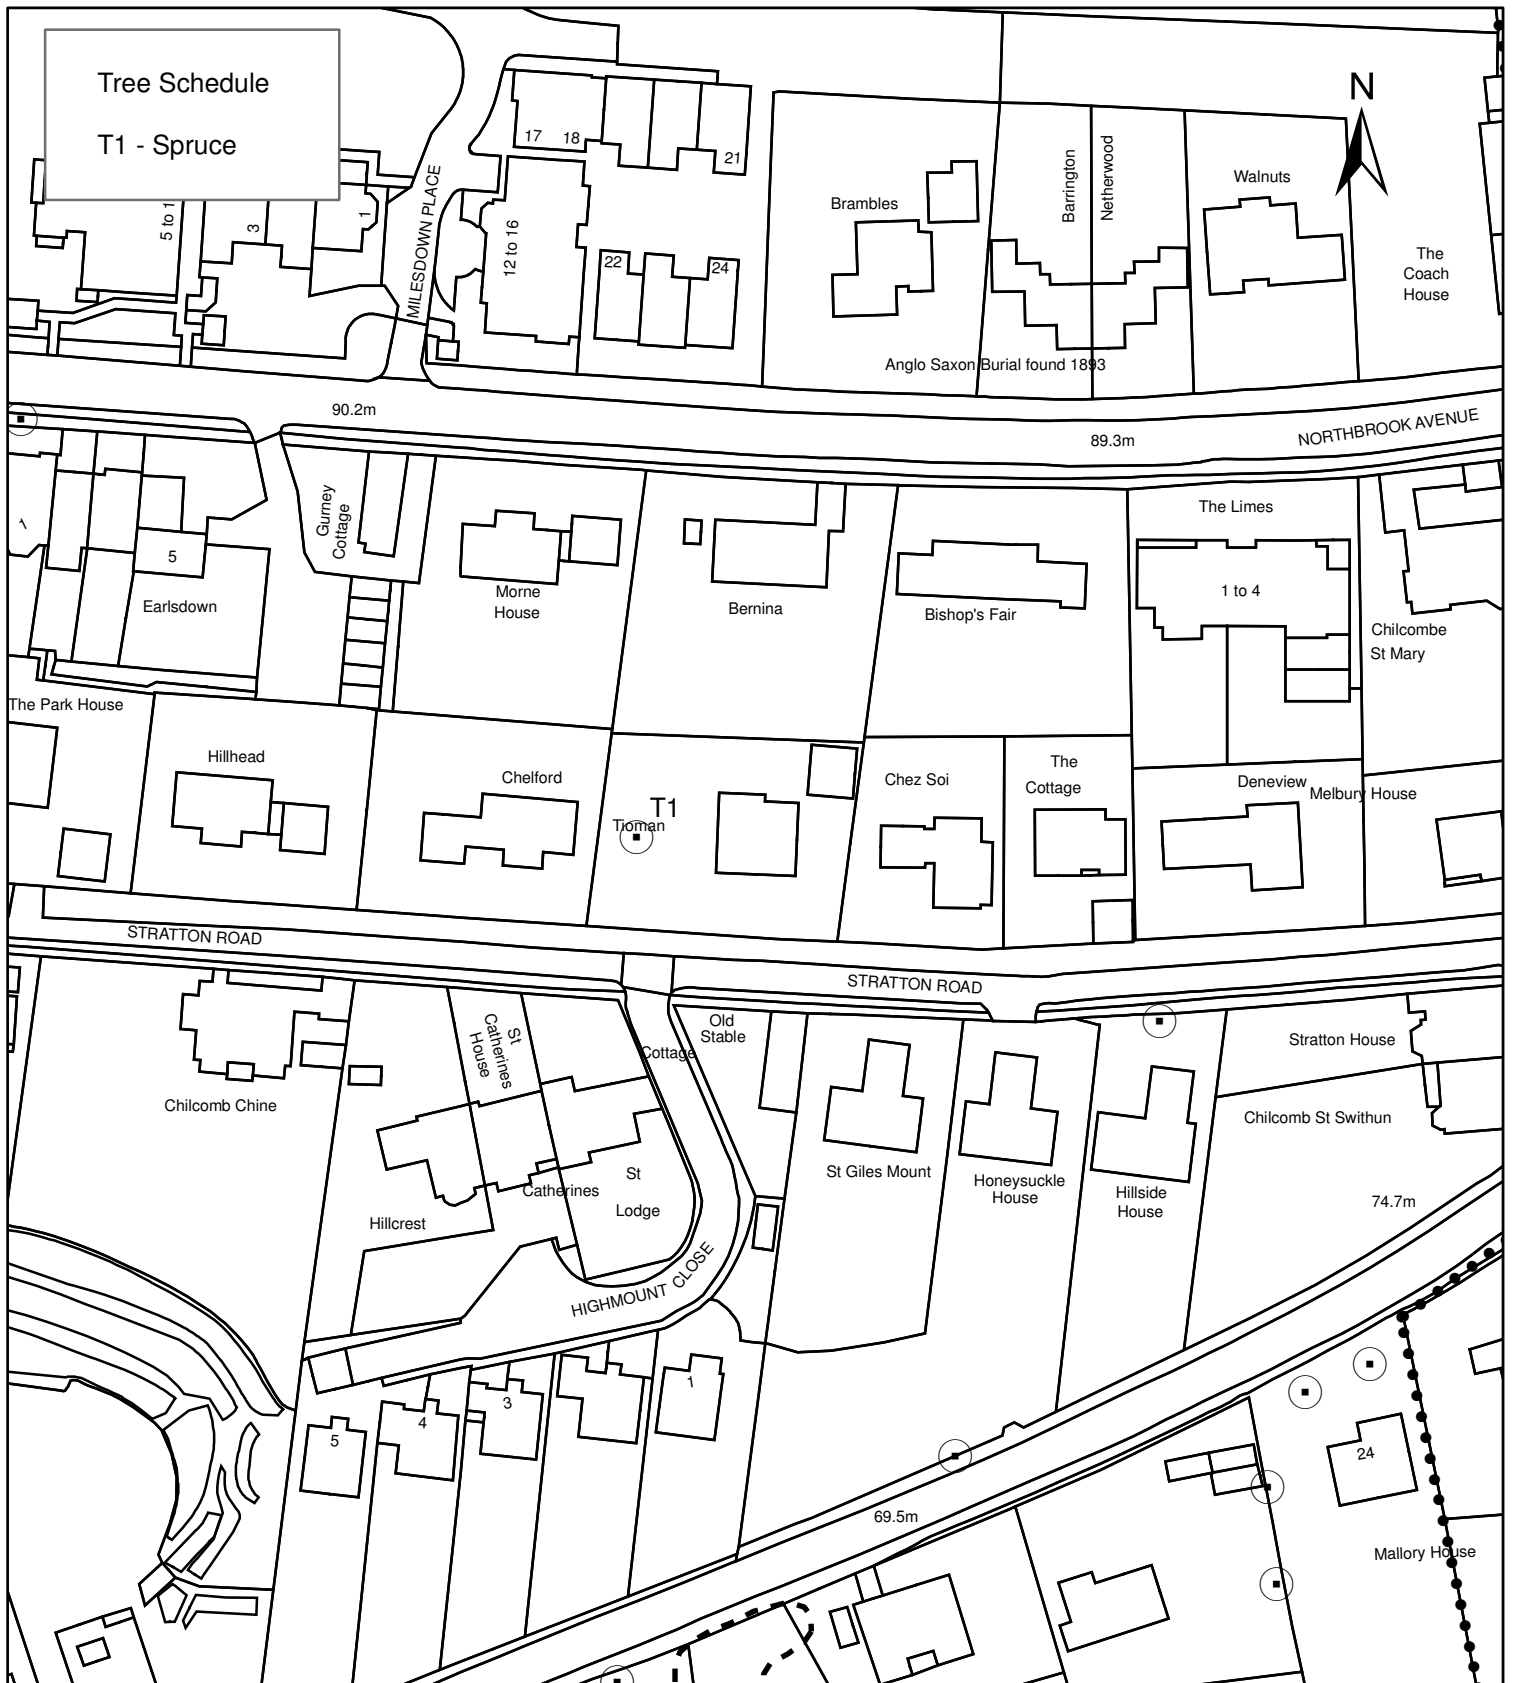 Tree Schedule
T1 - Spruce
N
17
18
21
5 to 1
3
1
MILESDOWN PLACE
12 to 16
22
24
Brambles
Barrington
Netherwood
Walnuts
The
Coach
House
Anglo Saxon Burial found 1893
90.2m
89.3m
NORTHBROOK AVENUE
1
5
Earlsdown
Gurney
Cottage
Morne
House
Bernina
Bishop's Fair
The Limes
1 to 4
Chilcombe
St Mary
The Park House
Hillhead
Chelford
T1
Tioman
Chez Soi
The
Cottage
Deneview
Melbury House
STRATTON ROAD
STRATTON ROAD
Chilcomb Chine
St
Catherines
House
Cottage
Old
Stable
St Giles Mount
Honeysuckle
House
Hillside
House
Stratton House
Chilcomb St Swithun
Hillcrest
Catherines
St
Lodge
74.7m
HIGHMOUNT CLOSE
5
4
3
1
69.5m
24
Mallory House